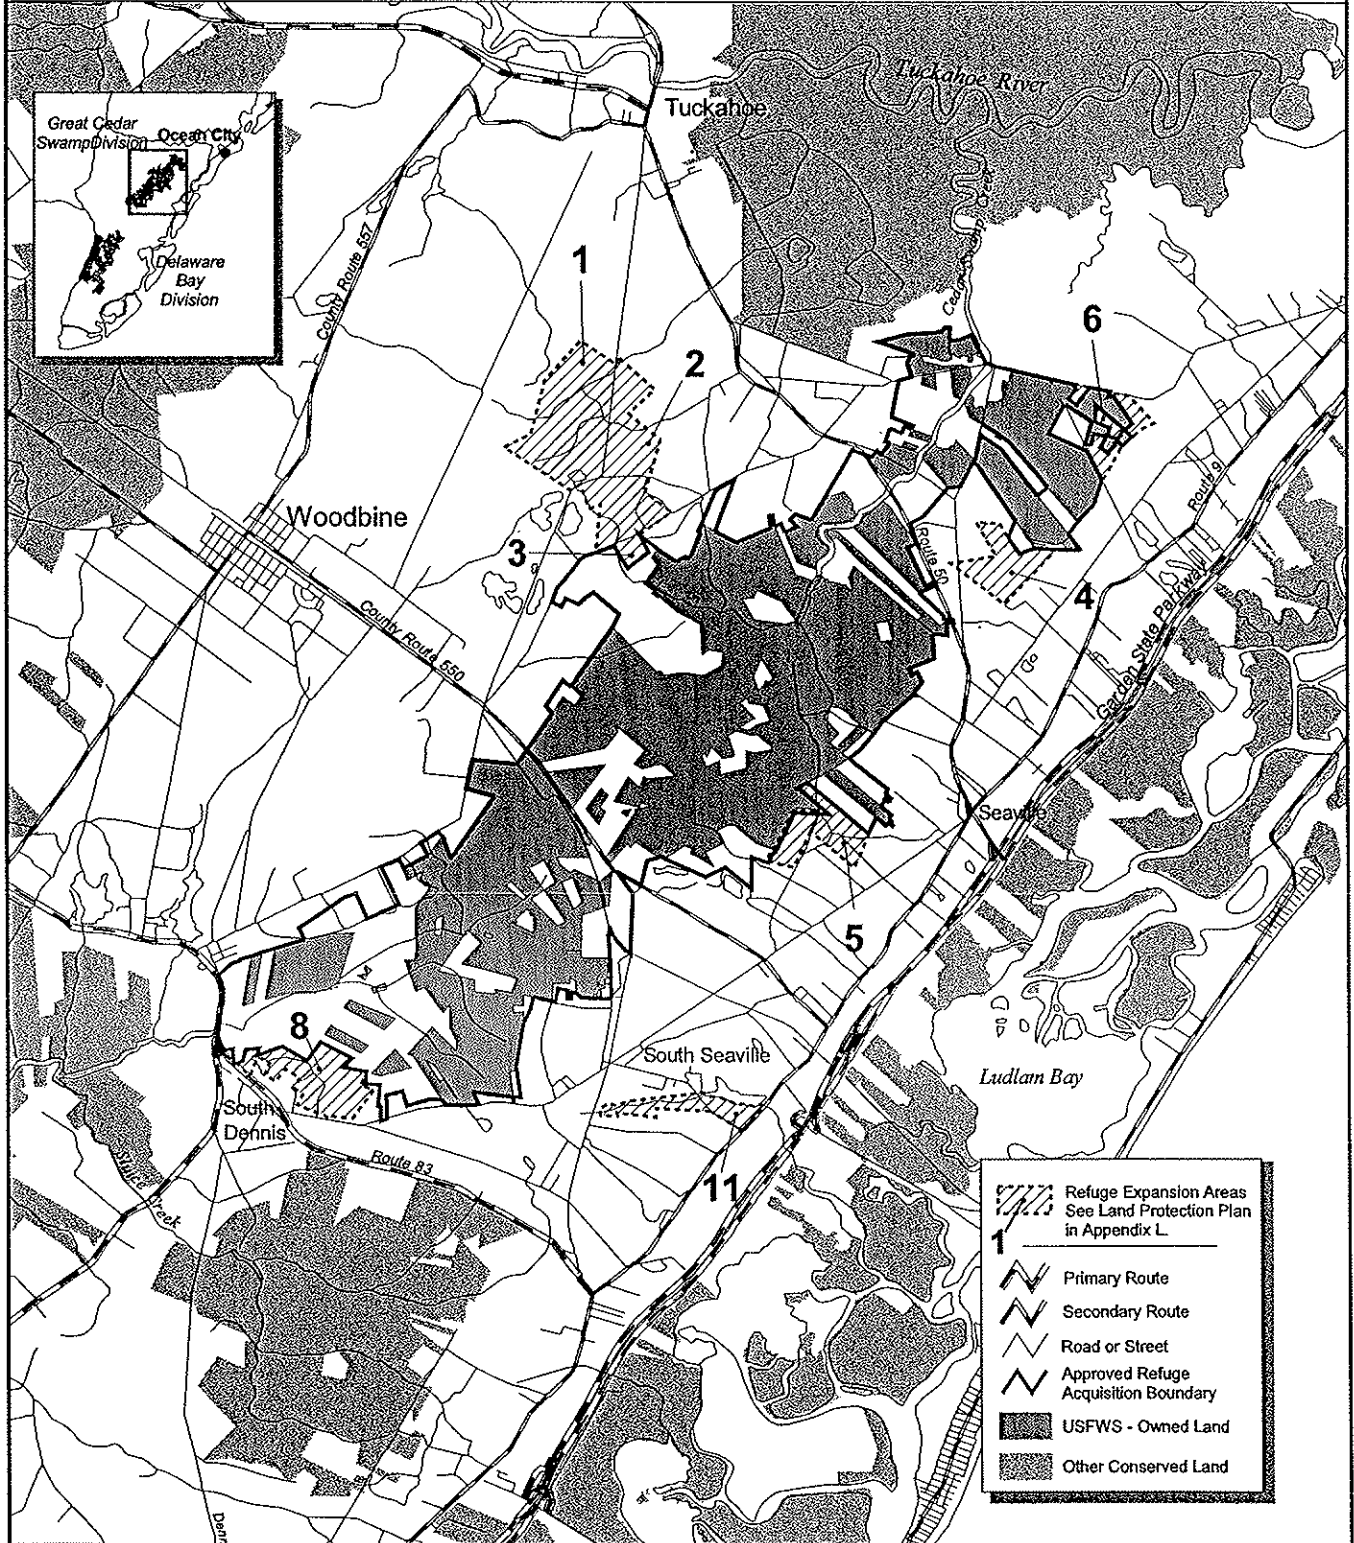 Tuckahoe River
Tuckahoe
Great Cedar
SwampDivision
Ocean City
Delaware
Bay
Division
County Route 557
1
2
6
Woodbine
3
Route 9
Route 50
4
County Route 550
Garden State Parkway
Seaville
5
8
South Seaville
Ludlam Bay
South
Dennis
Route 83
11
Refuge Expansion Areas
See Land Protection Plan
in Appendix L.
1
Primary Route
Secondary Route
Road or Street
Approved Refuge
Acquisition Boundary
USFWS - Owned Land
Other Conserved Land